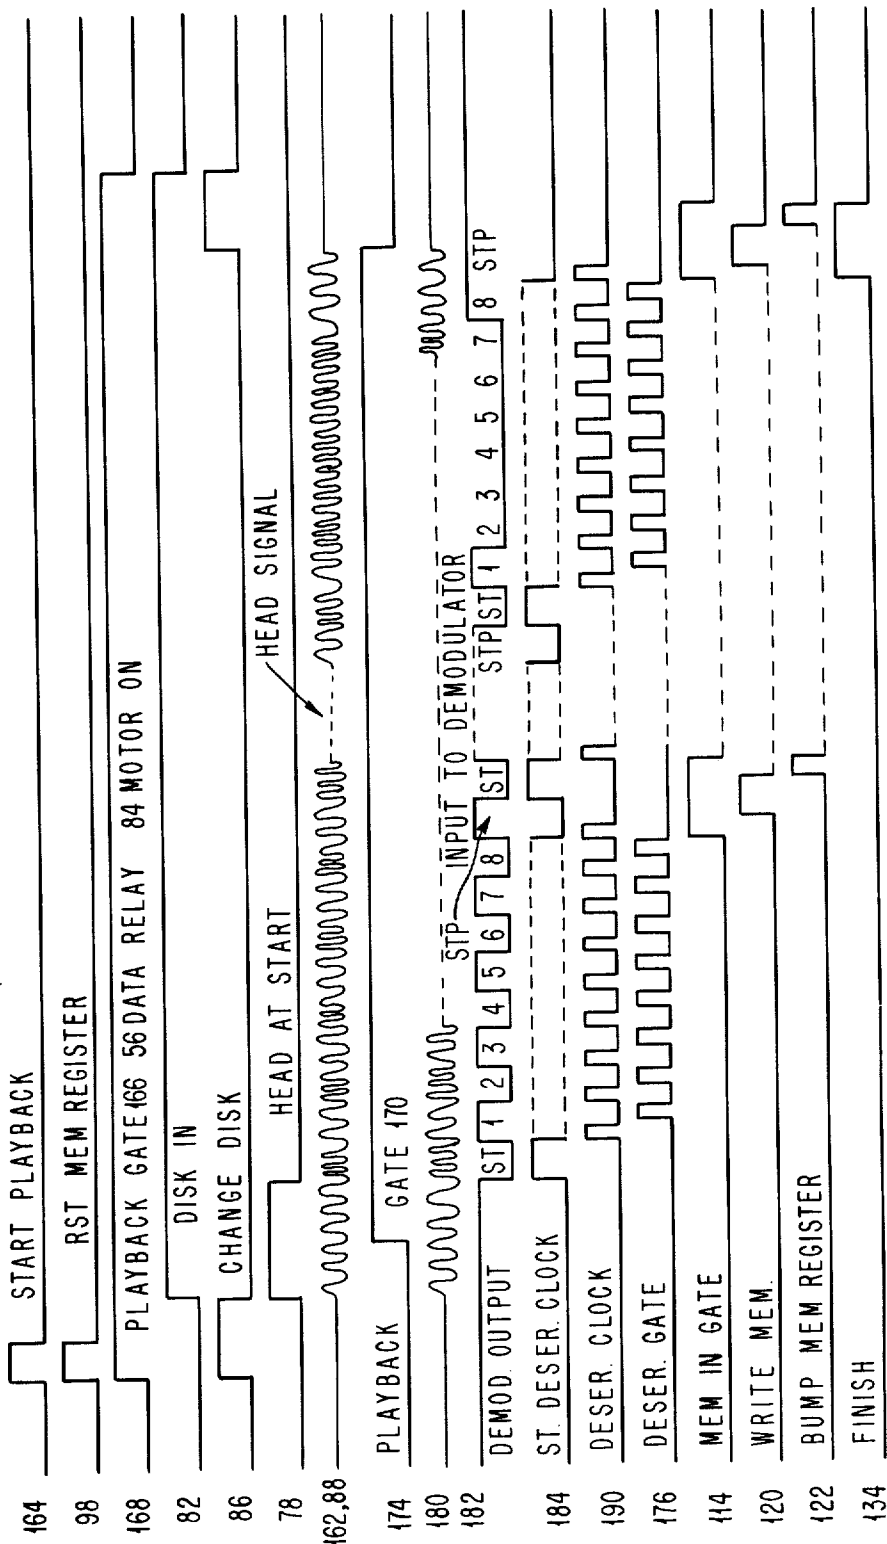 164 START PLAYBACK
98 RST MEM REGISTER
168 PLAYBACK GATE 166 56 DATA RELAY 84 MOTOR ON
82 DISK IN
86 CHANGE DISK
78 HEAD AT START
162,88 HEAD SIGNAL
174 PLAYBACK GATE 170
180 INPUT TO DEMODULATOR
STP
182 DEMOD. OUTPUT ST 1 2 3 4 5 6 7 8 ST STP ST 1 2 3 4 5 6 7 8 STP
184 ST. DESER. CLOCK
190 DESER. CLOCK
176 DESER. GATE
114 MEM IN GATE
120 WRITE MEM.
122 BUMP MEM REGISTER
134 FINISH